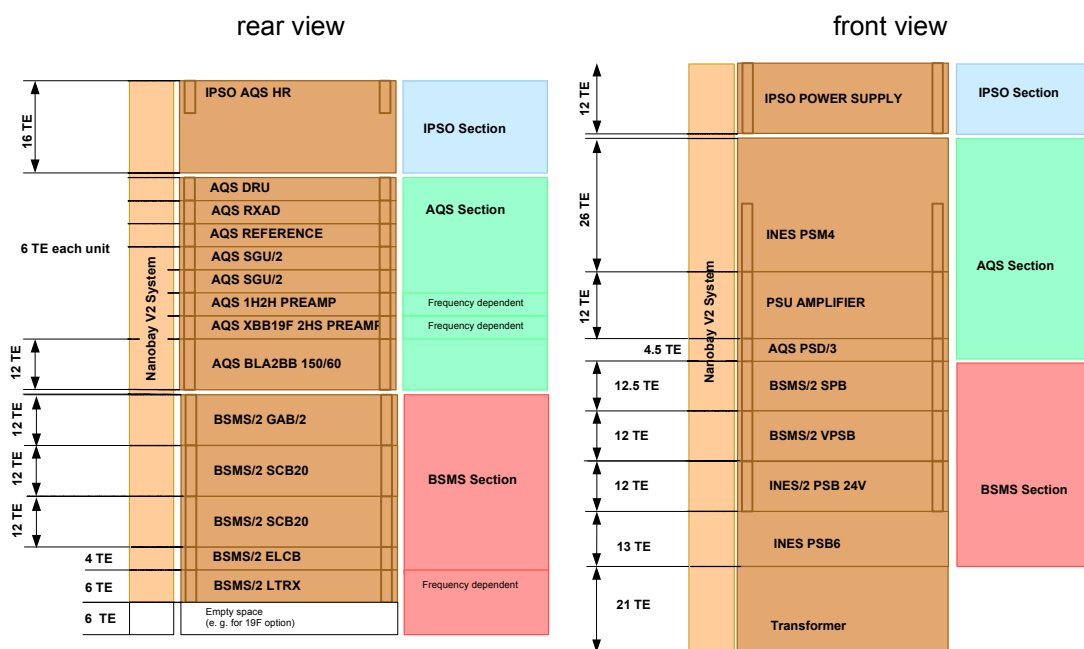 rear view
IPSO AQS HR
16 TE
IPSO Section
AQS DRU
AQS RXAD
AQS REFERENCE
AQS SGU/2
AQS SGU/2
AQS 1H2H PREAMP
AQS XBB19F 2HS PREAMP
AQS BLA2BB 150/60
6 TE each unit
12 TE
AQS Section
Frequency dependent
Frequency dependent
Nanobay V2 System
BSMS/2 GAB/2
BSMS/2 SCB20
BSMS/2 SCB20
BSMS/2 ELCB
BSMS/2 LTRX
Empty space
(e. g. for 19F option)
12 TE
12 TE
12 TE
4 TE
6 TE
6 TE
BSMS Section
Frequency dependent
front view
12 TE
IPSO POWER SUPPLY
IPSO Section
26 TE
INES PSM4
12 TE
PSU AMPLIFIER
4.5 TE
AQS PSD/3
AQS Section
Nanobay V2 System
12.5 TE
BSMS/2 SPB
12 TE
BSMS/2 VPSB
12 TE
INES/2 PSB 24V
13 TE
INES PSB6
BSMS Section
21 TE
Transformer